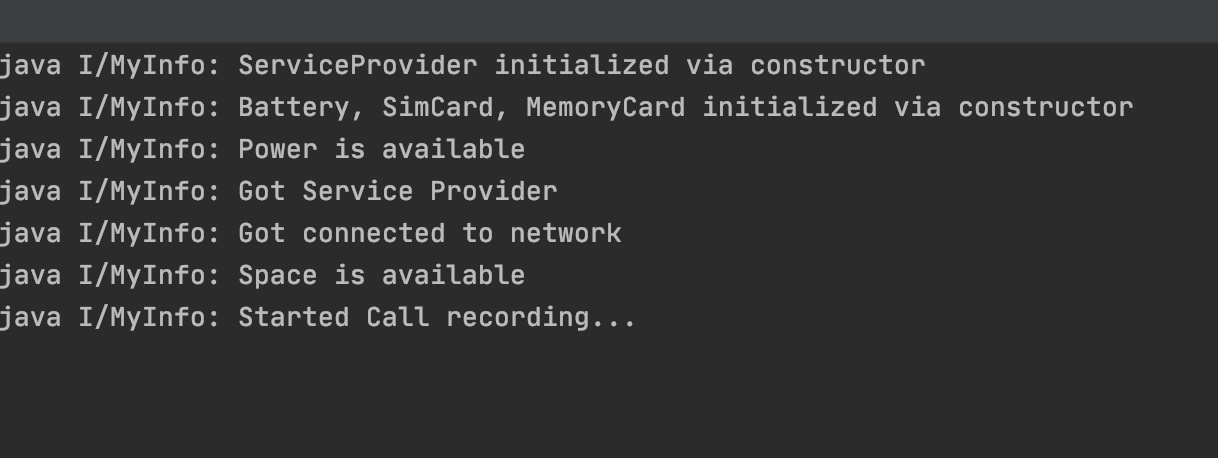 java I/MyInfo: ServiceProvider initialized via constructor
java I/MyInfo: Battery, SimCard, MemoryCard initialized via constructor
java I/MyInfo: Power is available
java I/MyInfo: Got Service Provider
java I/MyInfo: Got connected to network
java I/MyInfo: Space is available
java I/MyInfo: Started Call recording...